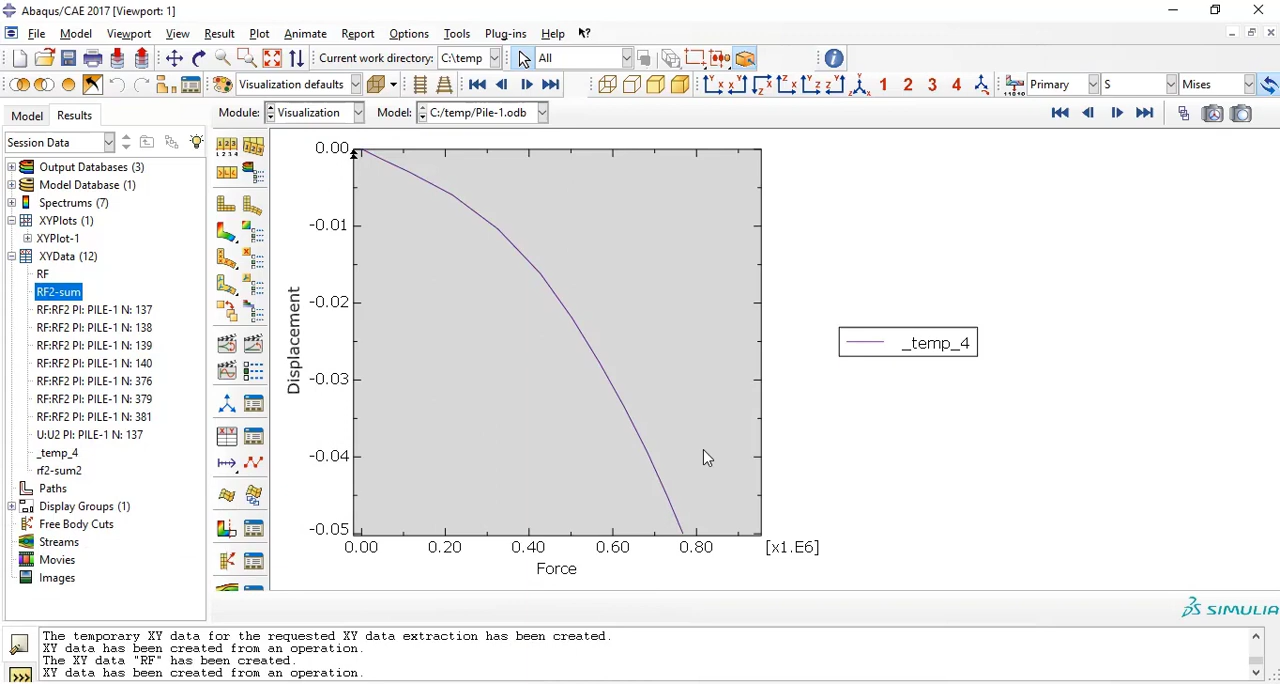 Abaqus/CAE 2017 [Viewport: 1]
File Model Viewport View Result Plot Animate Report Options Tools Plug-ins Help
Current work directory: C:\temp All
Visualization defaults 1 2 3 4 Primary S Mises
Model Results Module: Visualization Model: C:/temp/Pile-1.odb
Session Data
Output Databases (3)
Model Database (1)
Spectrums (7)
XYPlots (1)
XYPlot-1
XYData (12)
RF
RF2-sum
RF:RF2 PI: PILE-1 N: 137
RF:RF2 PI: PILE-1 N: 138
RF:RF2 PI: PILE-1 N: 139
RF:RF2 PI: PILE-1 N: 140
RF:RF2 PI: PILE-1 N: 376
RF:RF2 PI: PILE-1 N: 379
RF:RF2 PI: PILE-1 N: 381
U:U2 PI: PILE-1 N: 137
_temp_4
rf2-sum2
Paths
Display Groups (1)
Free Body Cuts
Streams
Movies
Images
0.00
-0.01
-0.02
-0.03
-0.04
-0.05
Displacement
0.00 0.20 0.40 0.60 0.80 [x1.E6]
Force
_temp_4
SIMULIA
The temporary XY data for the requested XY data extraction has been created.
XY data has been created from an operation.
The XY data "RF" has been created.
XY data has been created from an operation.